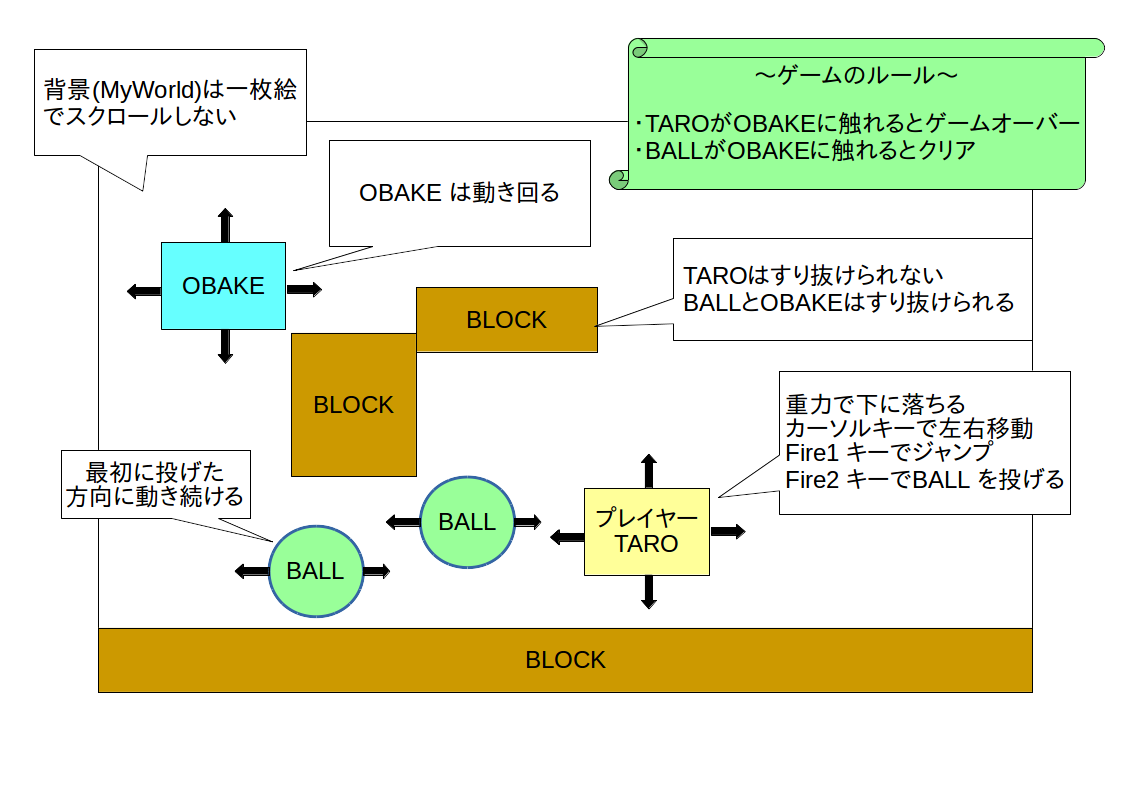 背景(MyWorld)は一枚絵
でスクロールしない
～ゲームのルール～
・TAROがOBAKEに触れるとゲームオーバー
・BALLがOBAKEに触れるとクリア
OBAKE は動き回る
OBAKE
TAROはすり抜けられない
BALLとOBAKEはすり抜けられる
BLOCK
BLOCK
重力で下に落ちる
カーソルキーで左右移動
Fire1 キーでジャンプ
Fire2 キーでBALL を投げる
最初に投げた
方向に動き続ける
BALL
プレイヤー
TARO
BALL
BLOCK